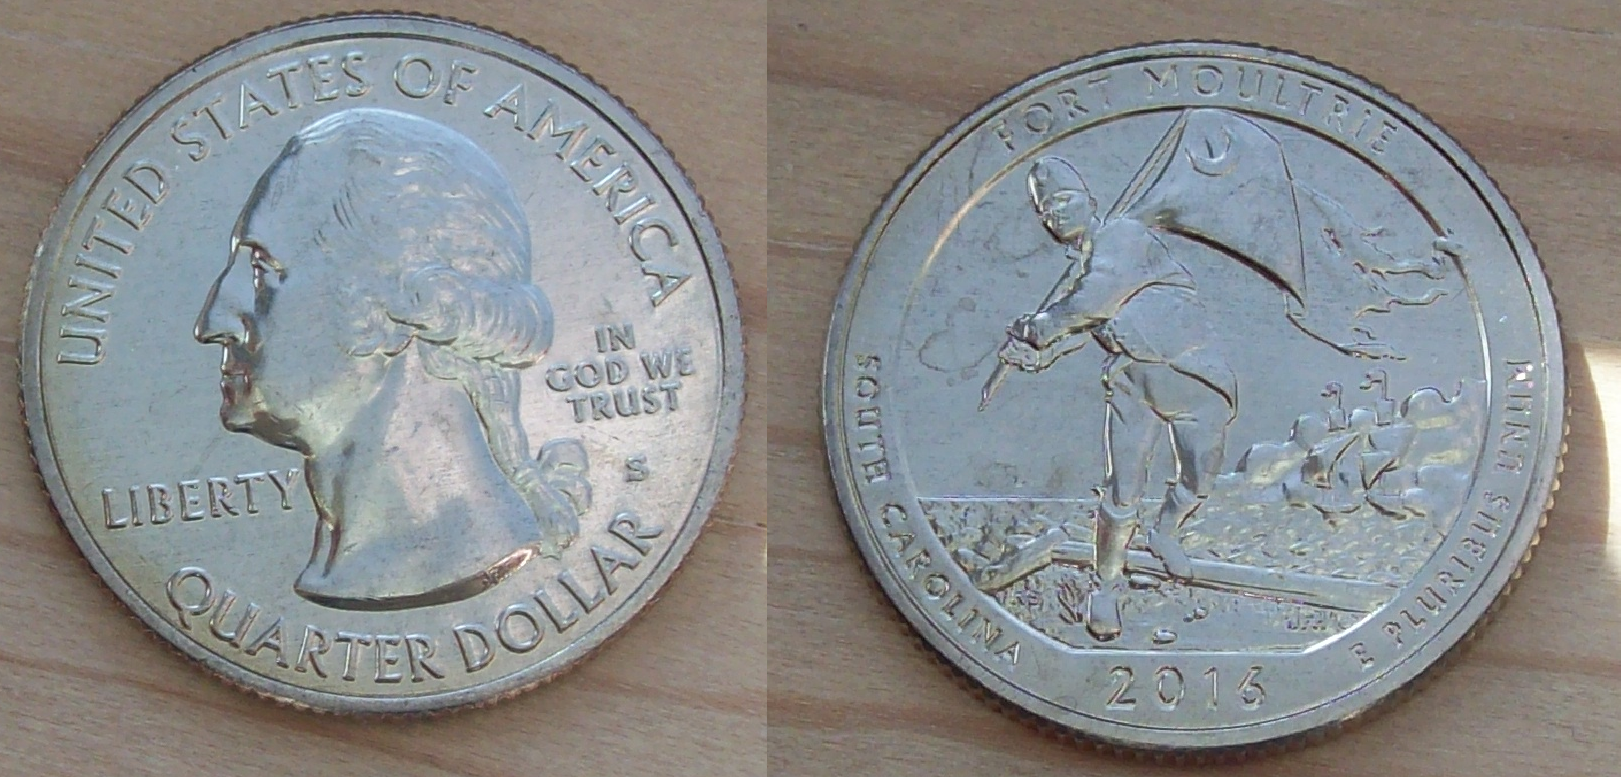 UNITED STATES OF AMERICA
IN
GOD WE
TRUST
LIBERTY
S
QUARTER DOLLAR
FORT MOULTRIE
SOUTH CAROLINA
2016
E PLURIBUS UNUM